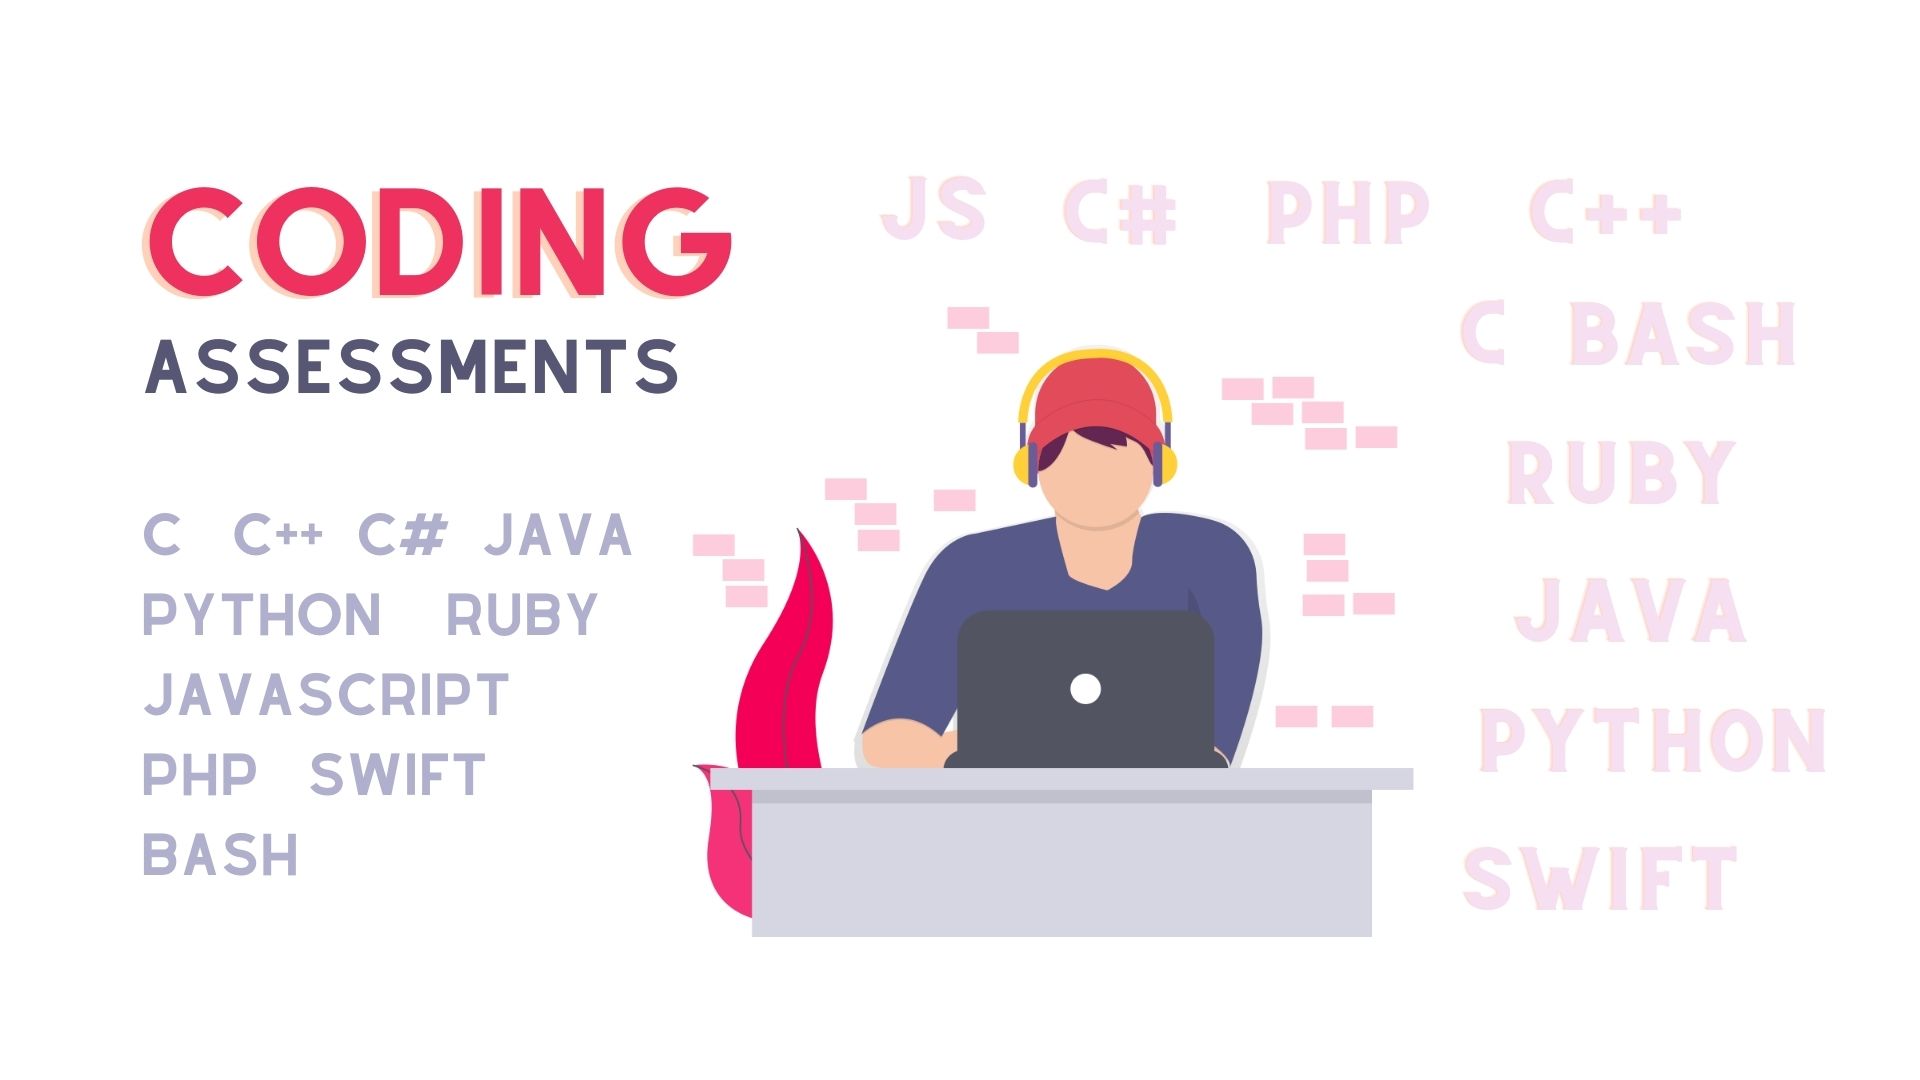 CODING
ASSESSMENTS
C C++ C# JAVA
PYTHON RUBY
JAVASCRIPT
PHP SWIFT
BASH
JS C# PHP C++
C BASH
RUBY
JAVA
PYTHON
SWIFT